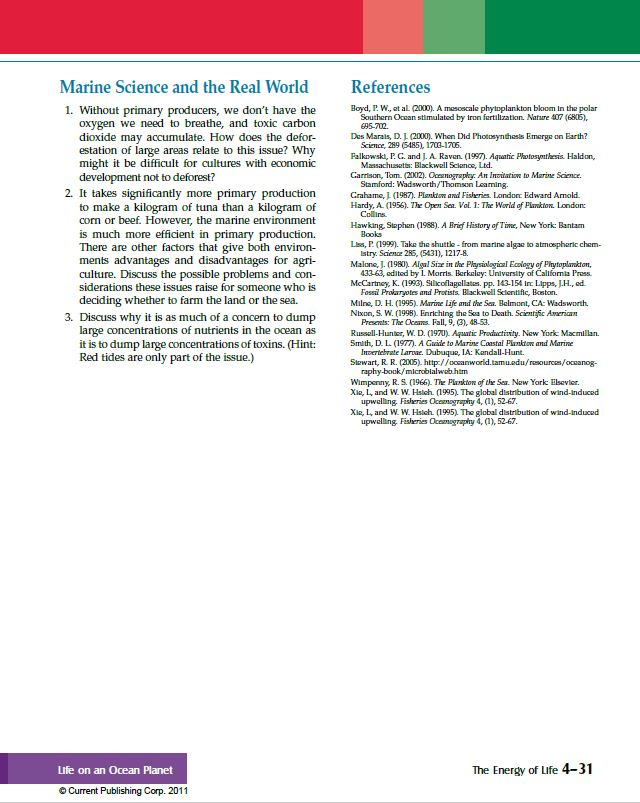 Marine Science and the Real World
1. Without primary producers, we don't have the
oxygen we need to breathe, and toxic carbon
dioxide may accumulate. How does the defor-
estation of large areas relate to this issue? Why
might it be difficult for cultures with economic
development not to deforest?
2. It takes significantly more primary production
to make a kilogram of tuna than a kilogram of
corn or beef. However, the marine environment
is much more efficient in primary production.
There are other factors that give both environ-
ments advantages and disadvantages for agri-
culture. Discuss the possible problems and con-
siderations these issues raise for someone who is
deciding whether to farm the land or the sea.
3. Discuss why it is as much of a concern to dump
large concentrations of nutrients in the ocean as
it is to dump large concentrations of toxins. (Hint:
Red tides are only part of the issue.)
References
Boyd, P. W., et al. (2000). A mesoscale phytoplankton bloom in the polar
Southern Ocean stimulated by iron fertilization. Nature 407 (6805),
695-702.
Des Marais, D. J. (2000). When Did Photosynthesis Emerge on Earth?
Science, 289 (5485), 1703-1705.
Falkowski, P. G. and J. A. Raven. (1997). Aquatic Photosynthesis. Haldon,
Massachusetts: Blackwell Science, Ltd.
Garrison, Tom. (2002). Oceanography: An Invitation to Marine Science.
Stamford: Wadsworth/Thomson Learning.
Grahame, J. (1987). Plankton and Fisheries. London: Edward Arnold.
Hardy, A. (1956). The Open Sea. Vol. 1: The World of Plankton. London:
Collins.
Hawking, Stephen (1988). A Brief History of Time, New York: Bantam
Books
Liss, P. (1999). Take the shuttle - from marine algae to atmospheric chem-
istry. Science 285, (5431), 1217-8.
Malone, J. (1980). Algal Size in the Physiological Ecology of Phytoplankton,
433-63, edited by I. Morris. Berkeley: University of California Press.
McCartney, K. (1993). Silicoflagellates. pp. 143-154 in: Lipps, J.H., ed.
Fossil Prokaryotes and Protists. Blackwell Scientific, Boston.
Milne, D. H. (1995). Marine Life and the Sea. Belmont, CA: Wadsworth.
Nixon, S. W. (1998). Enriching the Sea to Death. Scientific American
Presents: The Oceans. Fall, 9, (3), 48-53.
Russell-Hunter, W. D. (1970). Aquatic Productivity. New York: Macmillan.
Smith, D. L. (1977). A Guide to Marine Coastal Plankton and Marine
Invertebrate Larvae. Dubuque, IA: Kendall-Hunt.
Stewart, R. R. (2005). http://oceanworld.tamu.edu/resources/oceanog-
raphy-book/microbialweb.htm
Wimpenny, R. S. (1966). The Plankton of the Sea. New York: Elsevier.
Xie, L, and W. W. Hsieh. (1995). The global distribution of wind-induced
upwelling. Fisheries Oceanography 4, (1), 52-67.
Xie, L, and W. W. Hsieh. (1995). The global distribution of wind-induced
upwelling. Fisheries Oceanography 4, (1), 52-67.
Life on an Ocean Planet
The Energy of Life 4–31
© Current Publishing Corp. 2011